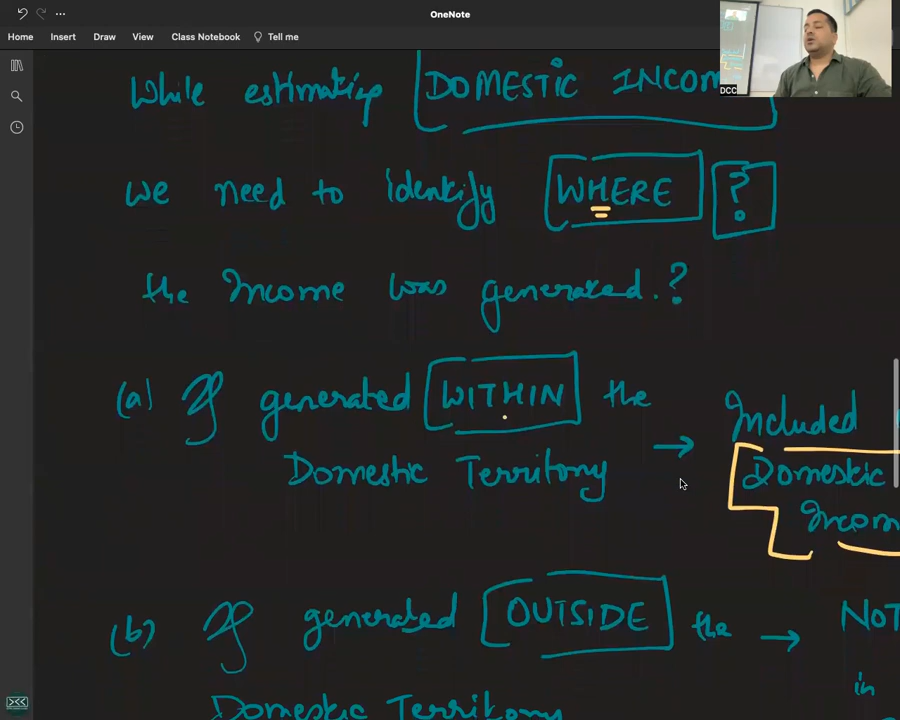 OneNote
Home Insert Draw View Class Notebook Tell me
DCC
While estimating DOMESTIC INCOM
We need to identify WHERE ?
the Income was generated.?
(a) If generated WITHIN the
Domestic Territory → Included
Domestic
Incom
(b) If generated OUTSIDE the → NOT
in
Domestic Territory